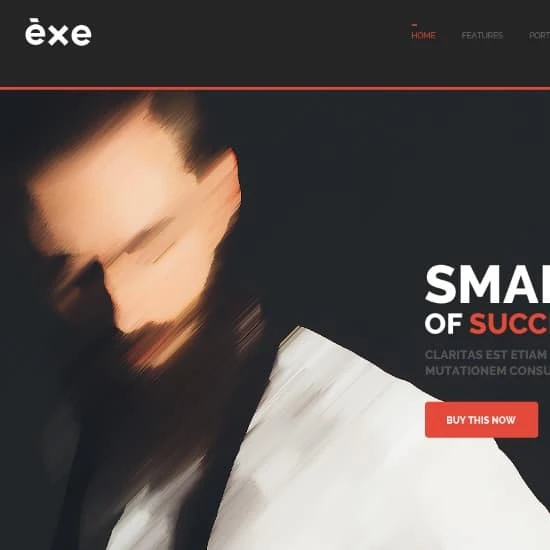 èxe
HOME FEATURES PORT
SMA
OF SUCC
CLARITAS EST ETIAM
MUTATIONEM CONSU
BUY THIS NOW